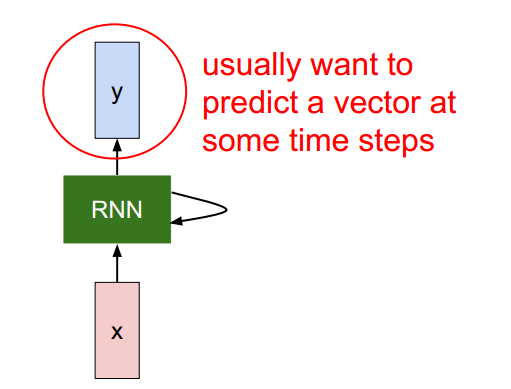 y
usually want to
predict a vector at
some time steps
RNN
x